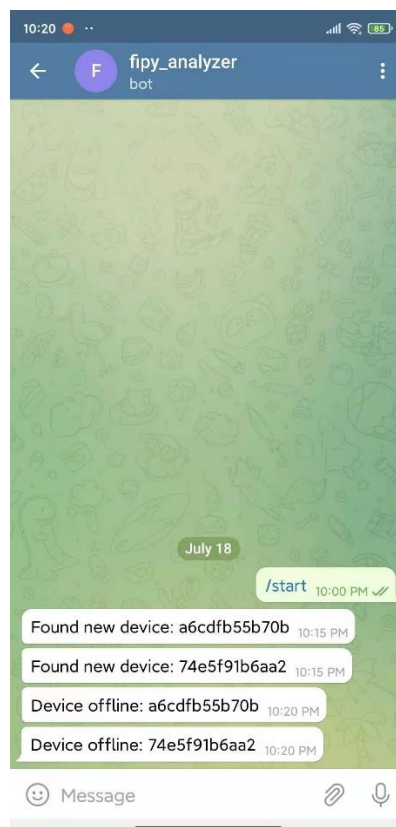 10:20
85
F
fipy_analyzer
bot
July 18
/start 10:00 PM
Found new device: a6cdfb55b70b 10:15 PM
Found new device: 74e5f91b6aa2 10:15 PM
Device offline: a6cdfb55b70b 10:20 PM
Device offline: 74e5f91b6aa2 10:20 PM
Message